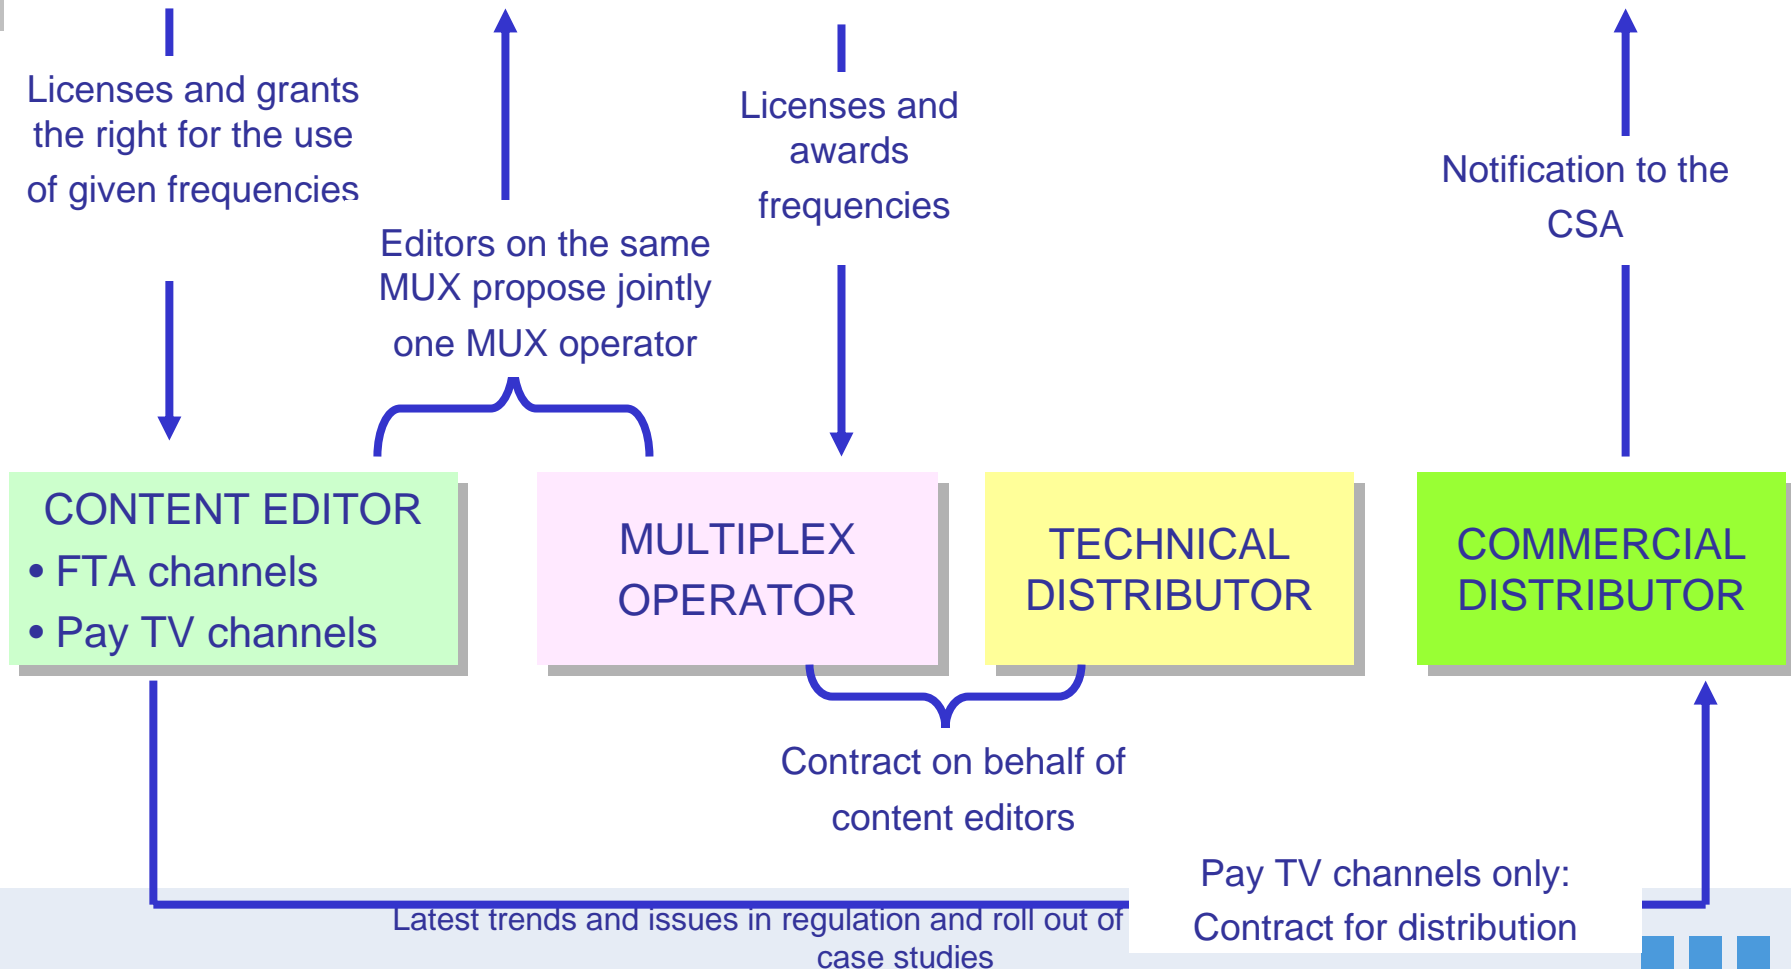 Licenses and grants
the right for the use
of given frequencies
Editors on the same
MUX propose jointly
one MUX operator
Licenses and
awards
frequencies
Notification to the
CSA
CONTENT EDITOR
• FTA channels
• Pay TV channels
MULTIPLEX
OPERATOR
TECHNICAL
DISTRIBUTOR
COMMERCIAL
DISTRIBUTOR
Contract on behalf of
content editors
Pay TV channels only:
Contract for distribution
Latest trends and issues in regulation and roll out of
case studies